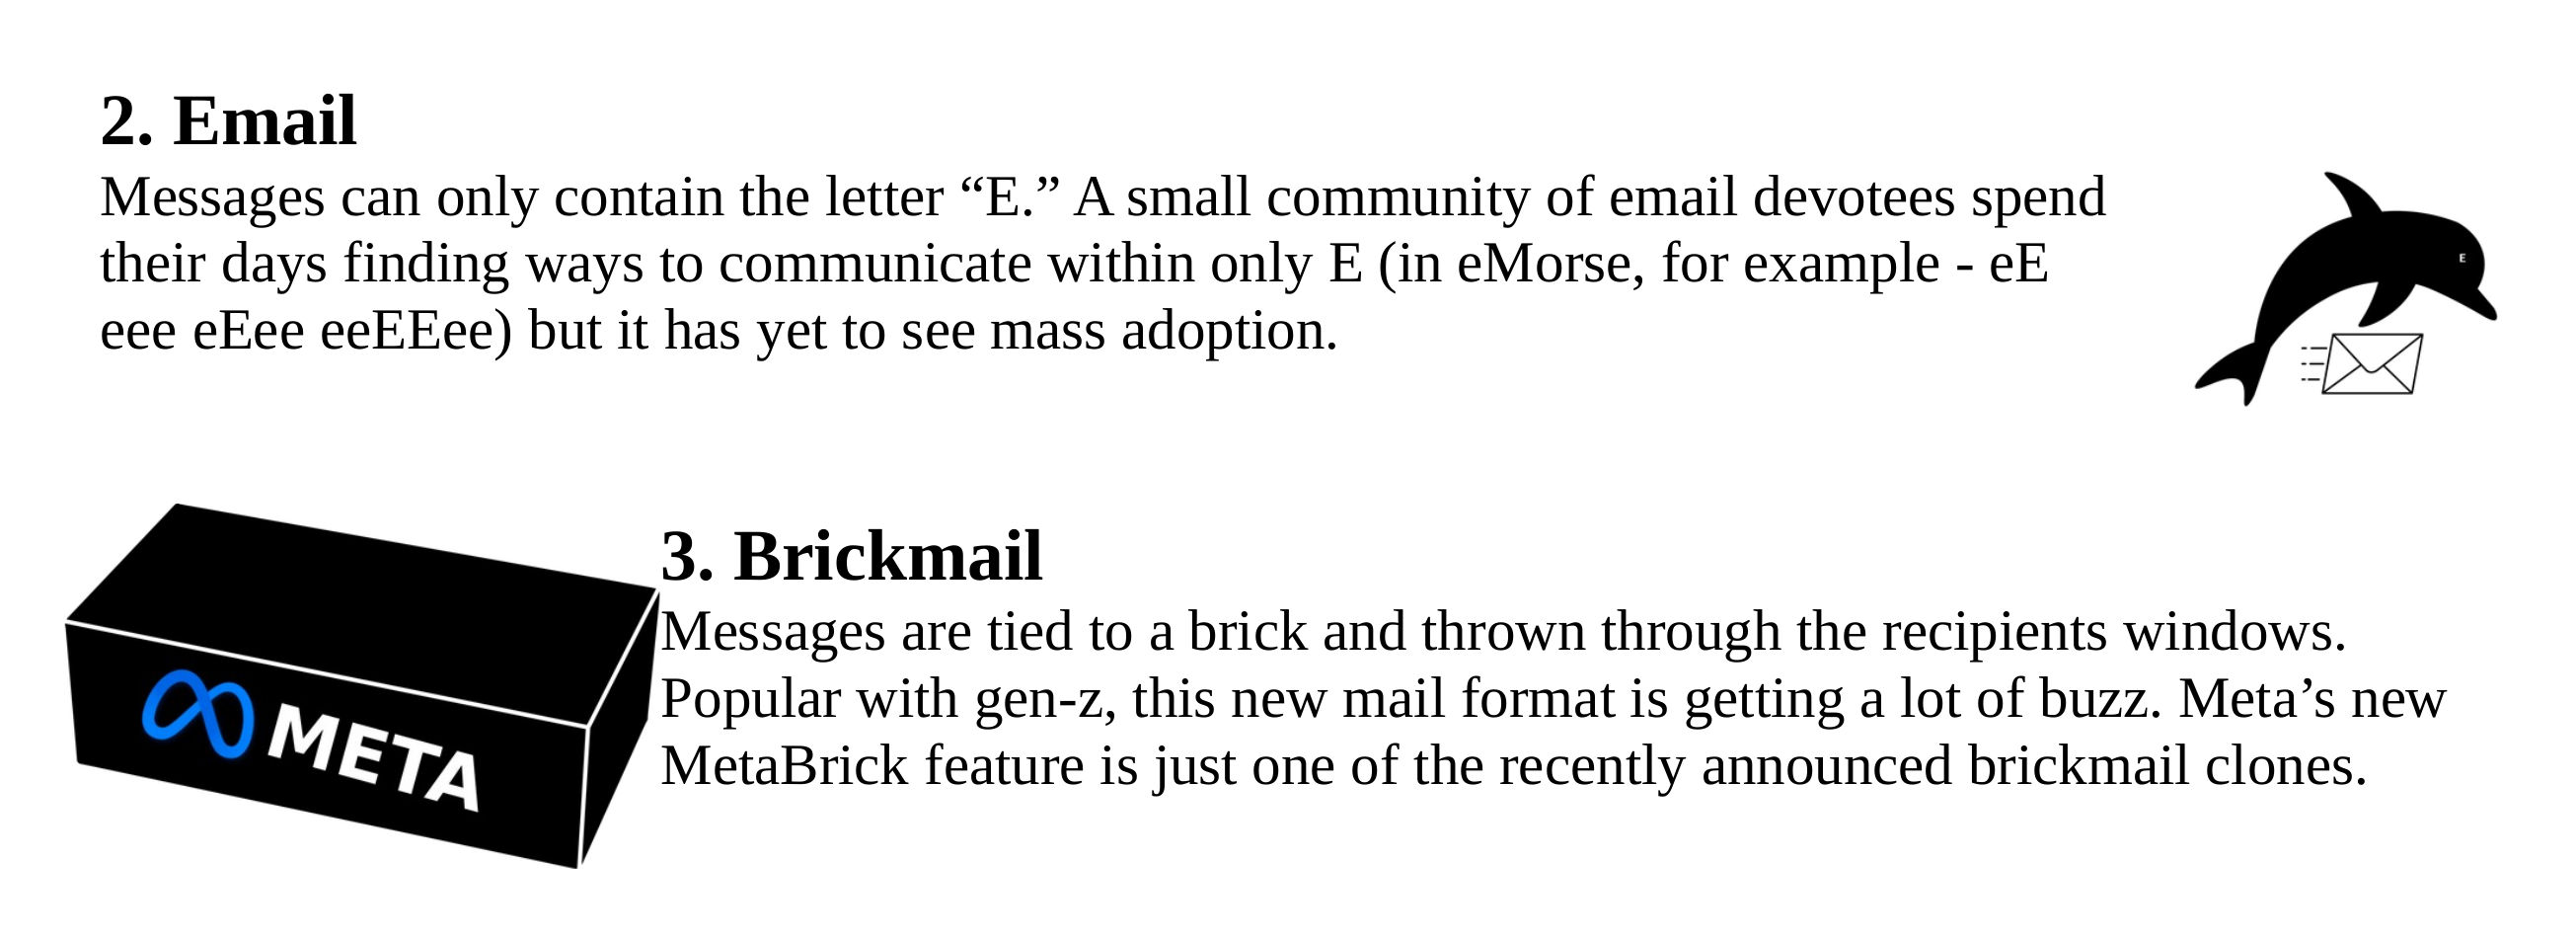 2. Email
Messages can only contain the letter “E.” A small community of email devotees spend
their days finding ways to communicate within only E (in eMorse, for example - eE
eee eEee eeEEee) but it has yet to see mass adoption.
E
3. Brickmail
Messages are tied to a brick and thrown through the recipients windows.
Popular with gen-z, this new mail format is getting a lot of buzz. Meta’s new
MetaBrick feature is just one of the recently announced brickmail clones.
META